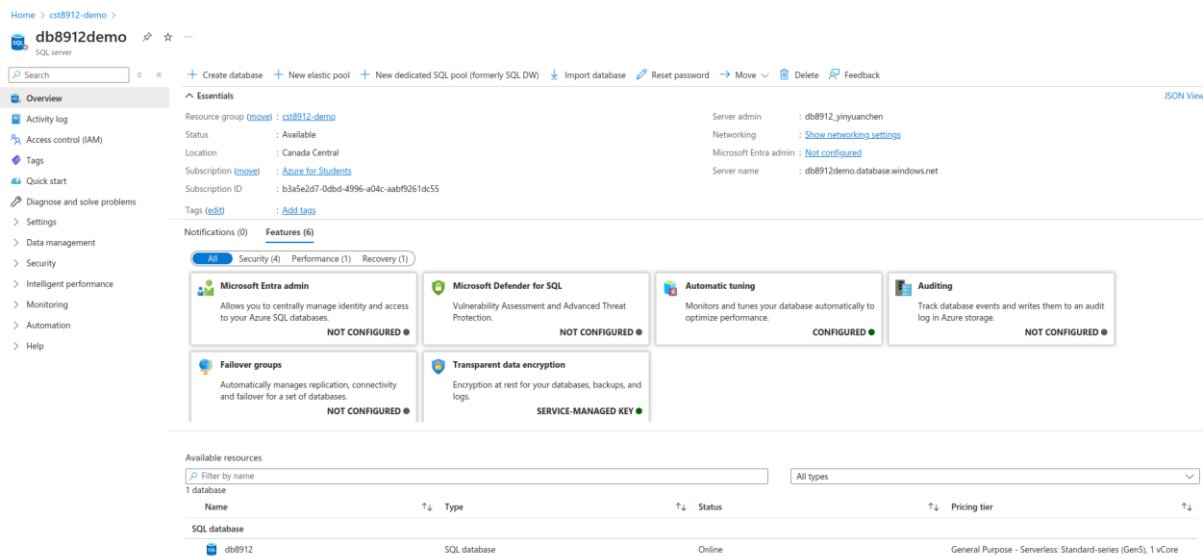 Home > cst8912-demo >
db8912demo
SQL server
Search
Overview
Activity log
Access control (IAM)
Tags
Quick start
Diagnose and solve problems
Settings
Data management
Security
Intelligent performance
Monitoring
Automation
Help
Create database New elastic pool New dedicated SQL pool (formerly SQL DW) Import database Reset password Move Delete Feedback
Essentials
JSON View
Resource group (move) : cst8912-demo
Status : Available
Location : Canada Central
Subscription (move) : Azure for Students
Subscription ID : b3a5e2d7-0dbd-4996-a04c-aabf9261dc55
Tags (edit) : Add tags
Server admin : db8912_yinyuanchen
Networking : Show networking settings
Microsoft Entra admin : Not configured
Server name : db8912demo.database.windows.net
Notifications (0) Features (6)
All Security (4) Performance (1) Recovery (1)
Microsoft Entra admin
Allows you to centrally manage identity and access
to your Azure SQL databases.
NOT CONFIGURED
Microsoft Defender for SQL
Vulnerability Assessment and Advanced Threat
Protection.
NOT CONFIGURED
Automatic tuning
Monitors and tunes your database automatically to
optimize performance.
CONFIGURED
Auditing
Track database events and writes them to an audit
log in Azure storage.
NOT CONFIGURED
Failover groups
Automatically manages replication, connectivity
and failover for a set of databases.
NOT CONFIGURED
Transparent data encryption
Encryption at rest for your databases, backups, and
logs.
SERVICE-MANAGED KEY
Available resources
Filter by name
All types
1 database
Name Type Status Pricing tier
SQL database
db8912 SQL database Online General Purpose - Serverless: Standard-series (Gen5), 1 vCore